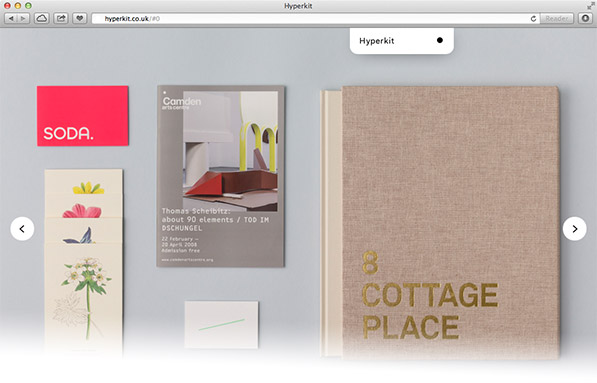 Hyperkit
hyperkit.co.uk/#0
Reader
Hyperkit
SODA.
Camden
arts centre
Thomas Scheibitz:
about 90 elements / TOD IM
DSCHUNGEL
22 February –
20 April 2008
Admission free
www.camdenartscentre.org
8
COTTAGE
PLACE